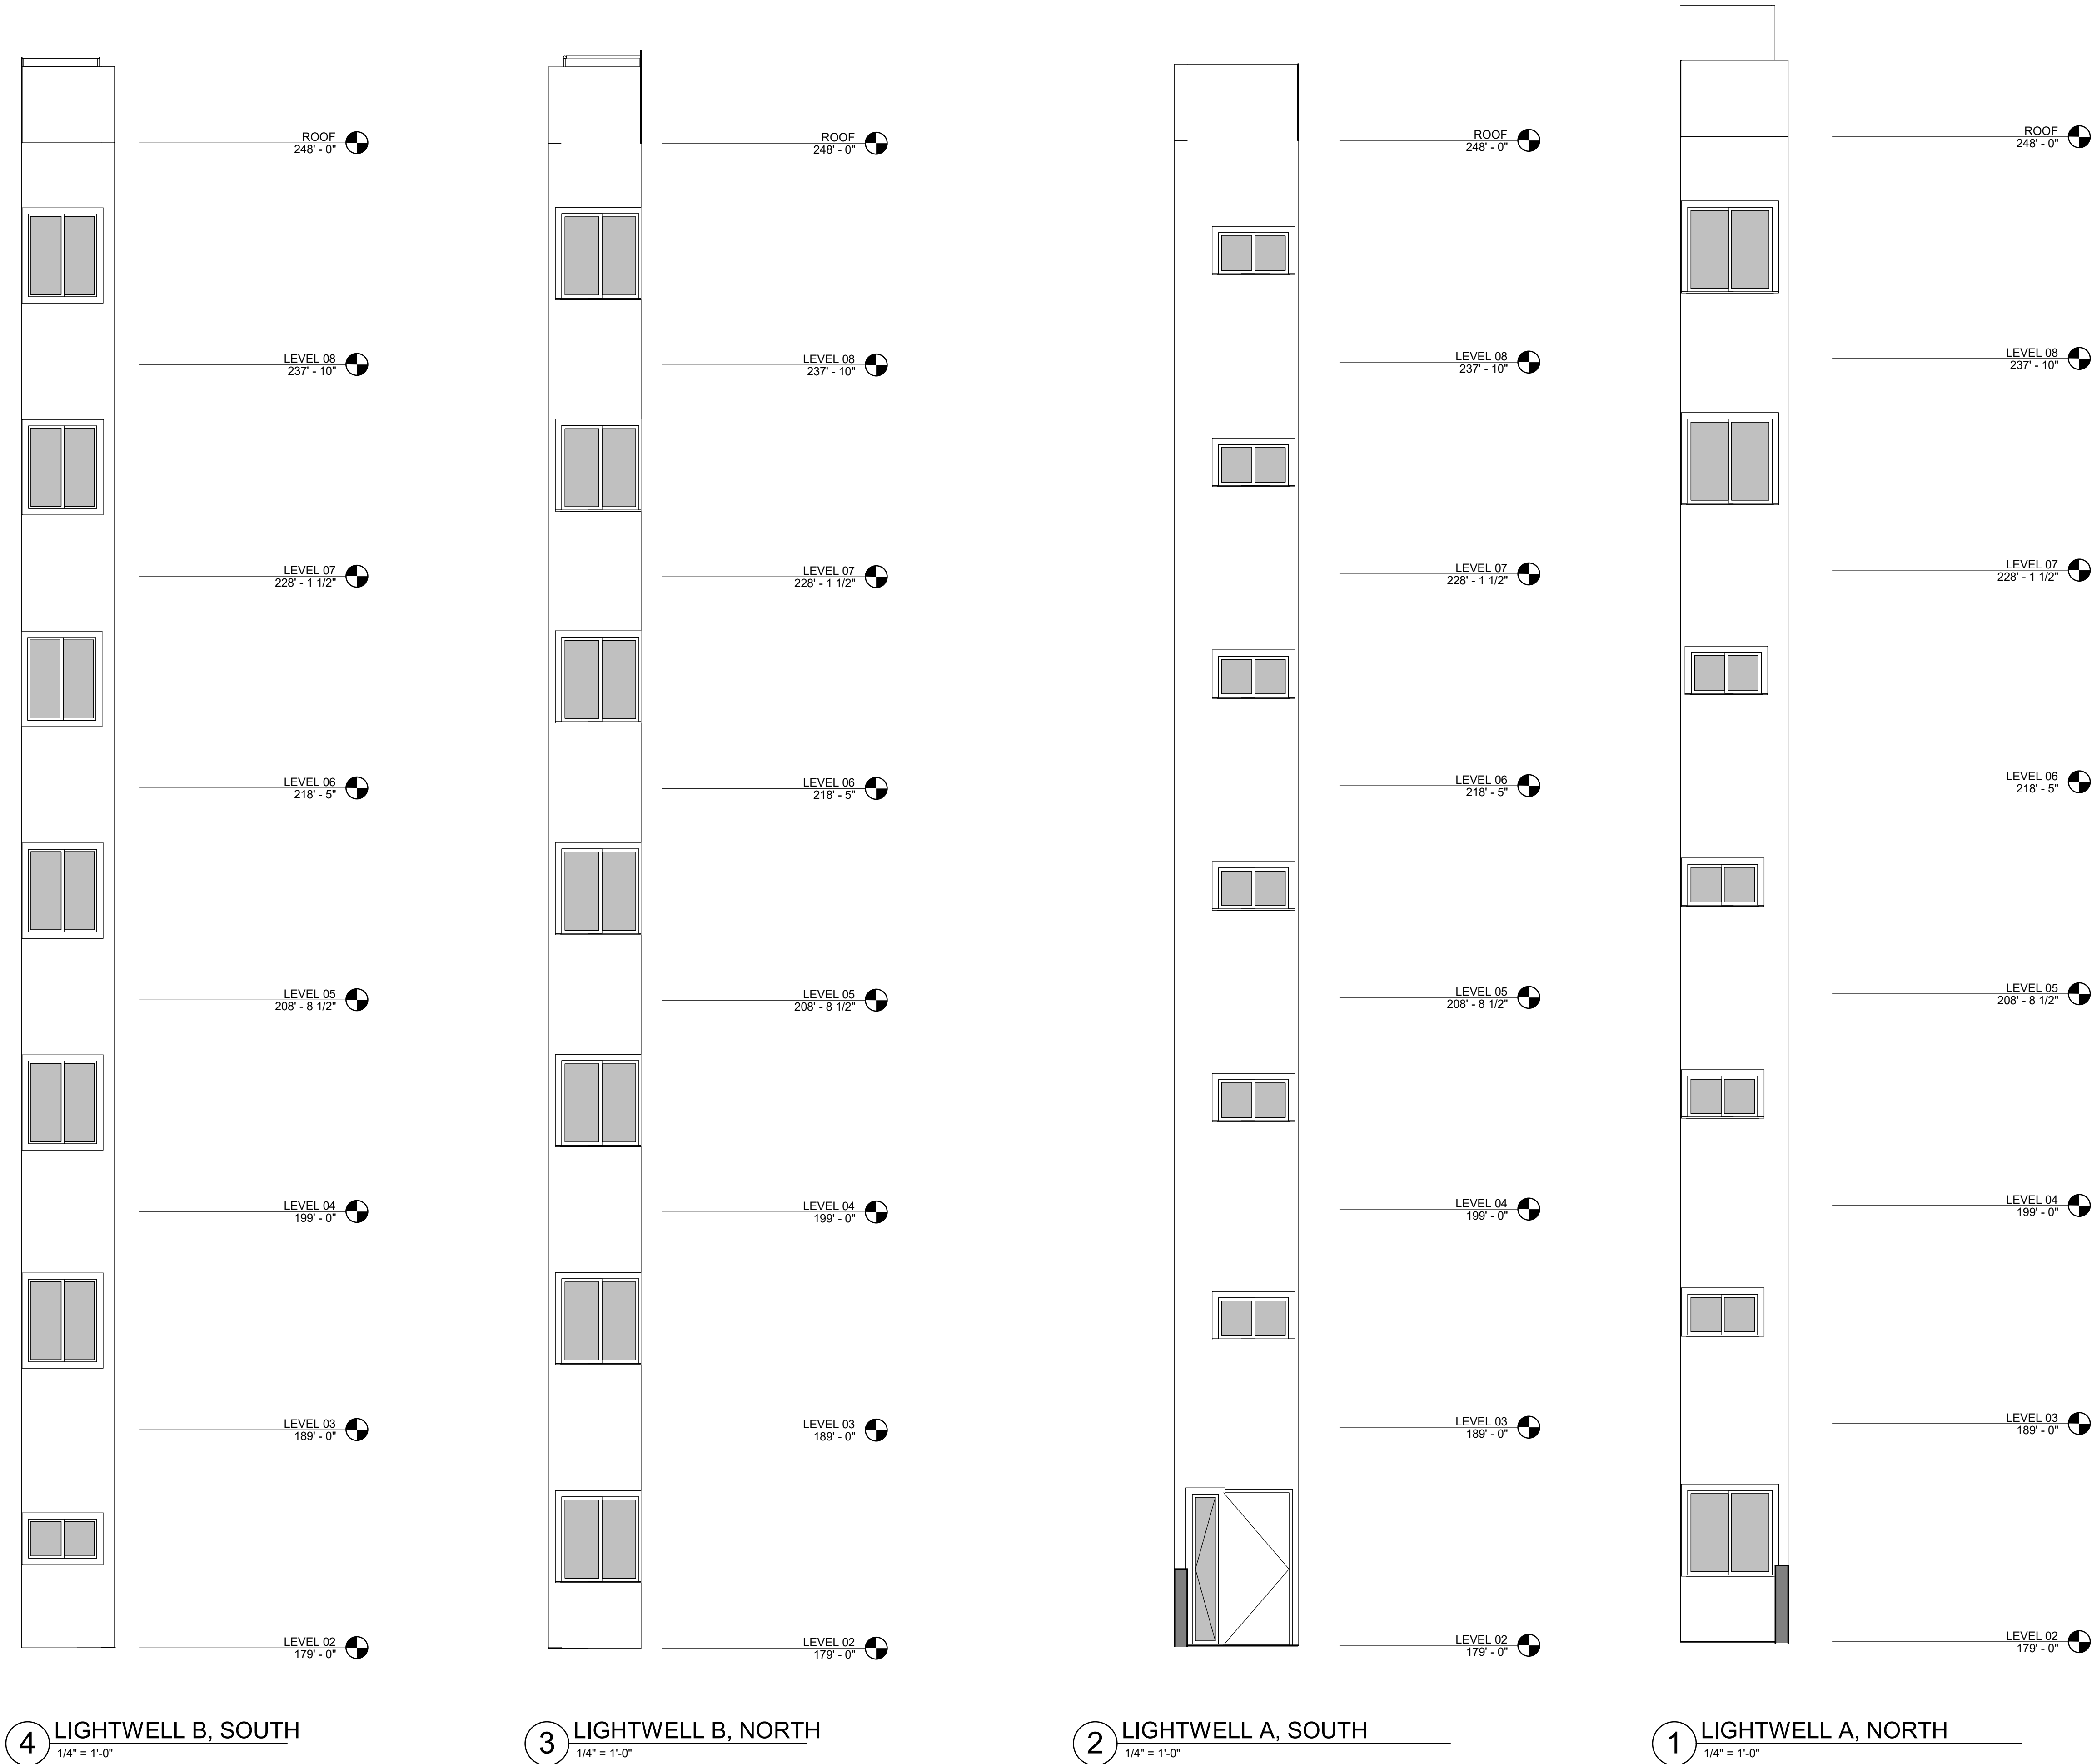 ROOF
248' - 0"
LEVEL 08
237' - 10"
LEVEL 07
228' - 1 1/2"
LEVEL 06
218' - 5"
LEVEL 05
208' - 8 1/2"
LEVEL 04
199' - 0"
LEVEL 03
189' - 0"
LEVEL 02
179' - 0"
4
LIGHTWELL B, SOUTH
1/4" = 1'-0"
ROOF
248' - 0"
LEVEL 08
237' - 10"
LEVEL 07
228' - 1 1/2"
LEVEL 06
218' - 5"
LEVEL 05
208' - 8 1/2"
LEVEL 04
199' - 0"
LEVEL 03
189' - 0"
LEVEL 02
179' - 0"
3
LIGHTWELL B, NORTH
1/4" = 1'-0"
ROOF
248' - 0"
LEVEL 08
237' - 10"
LEVEL 07
228' - 1 1/2"
LEVEL 06
218' - 5"
LEVEL 05
208' - 8 1/2"
LEVEL 04
199' - 0"
LEVEL 03
189' - 0"
LEVEL 02
179' - 0"
2
LIGHTWELL A, SOUTH
1/4" = 1'-0"
ROOF
248' - 0"
LEVEL 08
237' - 10"
LEVEL 07
228' - 1 1/2"
LEVEL 06
218' - 5"
LEVEL 05
208' - 8 1/2"
LEVEL 04
199' - 0"
LEVEL 03
189' - 0"
LEVEL 02
179' - 0"
1
LIGHTWELL A, NORTH
1/4" = 1'-0"